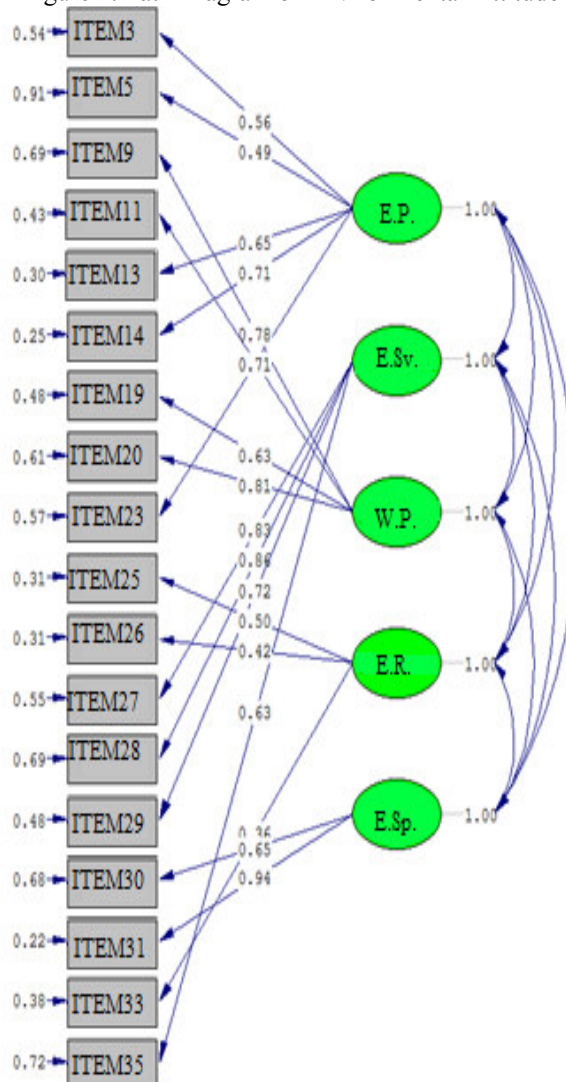 0.54 ITEM3
0.91 ITEM5
0.56
0.69 ITEM9 0.49
0.43 ITEM11 E.P. 1.00
0.65
0.30 ITEM13 0.71
0.25 ITEM14 0.78
0.71 E.Sv. 1.00
0.48 ITEM19
0.63
0.61 ITEM20
0.81
0.57 ITEM23 W.P. 1.00
0.83
0.86
0.31 ITEM25 0.72
0.50
0.31 ITEM26 0.42
E.R. 1.00
0.55 ITEM27
0.63
0.69 ITEM28
0.48 ITEM29 E.Sp. 1.00
0.36
0.65
0.68 ITEM30 0.94
0.22 ITEM31
0.38 ITEM33
0.72 ITEM35